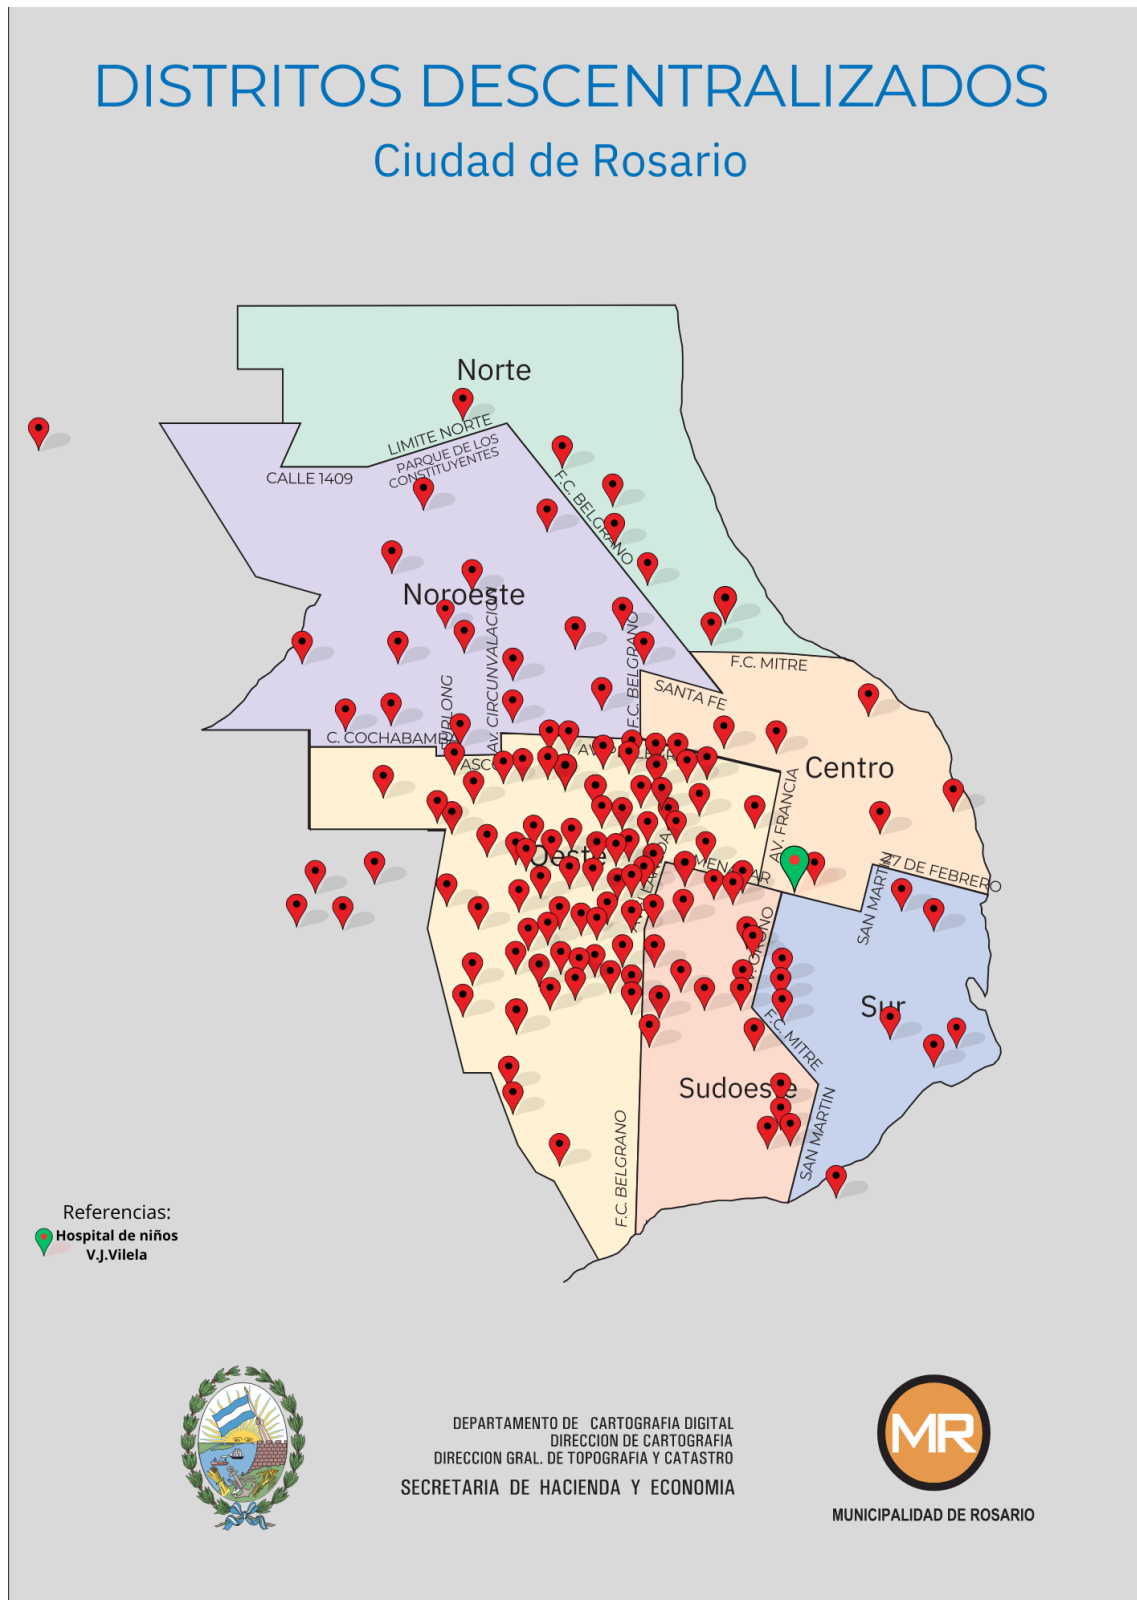 DISTRITOS DESCENTRALIZADOS
Ciudad de Rosario
Norte
LIMITE NORTE
PARQUE DE LOS
CONSTITUYENTES
CALLE 1409
F.C. BELGRANO
Noroeste
AV. CIRCUNVALACION
F.C. BELGRANO
F.C. MITRE
SANTA FE
C. COCHABAMBA
Centro
AV. FRANCIA
Oeste
27 DE FEBRERO
SAN MARTIN
Sur
F.C. MITRE
Sudoeste
SAN MARTIN
F.C. BELGRANO
Referencias:
Hospital de niños
V.J.Vilela
DEPARTAMENTO DE CARTOGRAFIA DIGITAL
DIRECCION DE CARTOGRAFIA
DIRECCION GRAL. DE TOPOGRAFIA Y CATASTRO
SECRETARIA DE HACIENDA Y ECONOMIA
MR
MUNICIPALIDAD DE ROSARIO